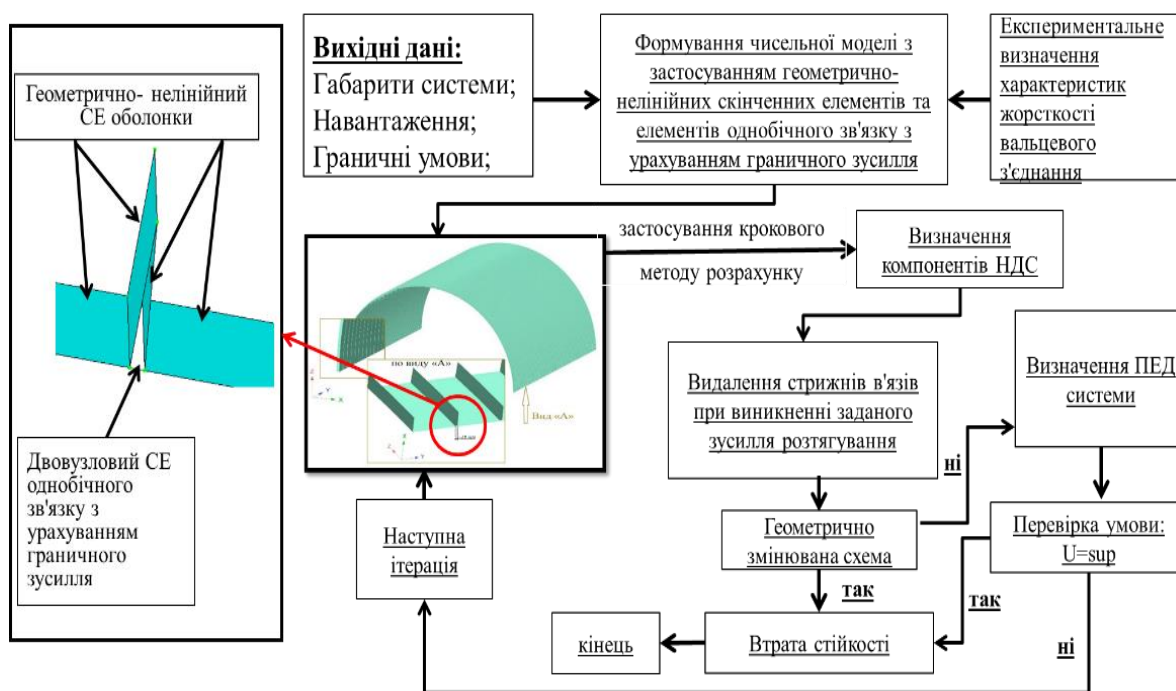 Геометрично- нелінійний
СЕ оболонки
Двовузловий СЕ
однобічного
зв'язку з
урахуванням
граничного
зусилля
Вихідні дані:
Габарити системи;
Навантаження;
Граничні умови;
Формування чисельної моделі з
застосуванням геометрично-
нелінійних скінченних елементів та
елементів однобічного зв'язку з
урахуванням граничного зусилля
Експериментальне
визначення
характеристик
жорсткості
вальцевого
з'єднання
по виду «А»
Вид «А»
застосування крокового
методу розрахунку
Визначення
компонентів НДС
Видалення стрижнів в'язів
при виникненні заданого
зусилля розтягування
ні
Визначення ПЕД
системи
Геометрично
змінювана схема
Перевірка умови:
U=sup
так
так
ні
Втрата стійкості
кінець
Наступна
ітерація